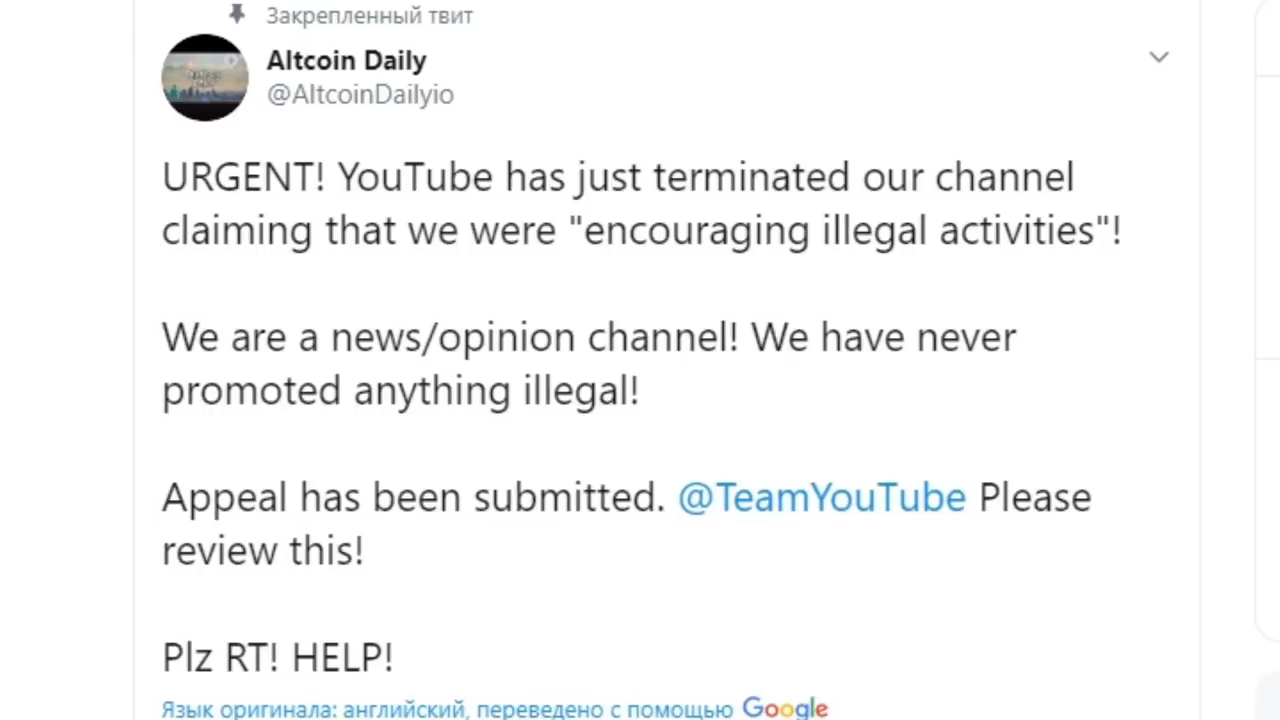 Закрепленный твит
Altcoin Daily
@AltcoinDailyio
URGENT! YouTube has just terminated our channel
claiming that we were "encouraging illegal activities"!
We are a news/opinion channel! We have never
promoted anything illegal!
Appeal has been submitted. @TeamYouTube Please
review this!
Plz RT! HELP!
Язык оригинала: английский, переведено с помощью Google